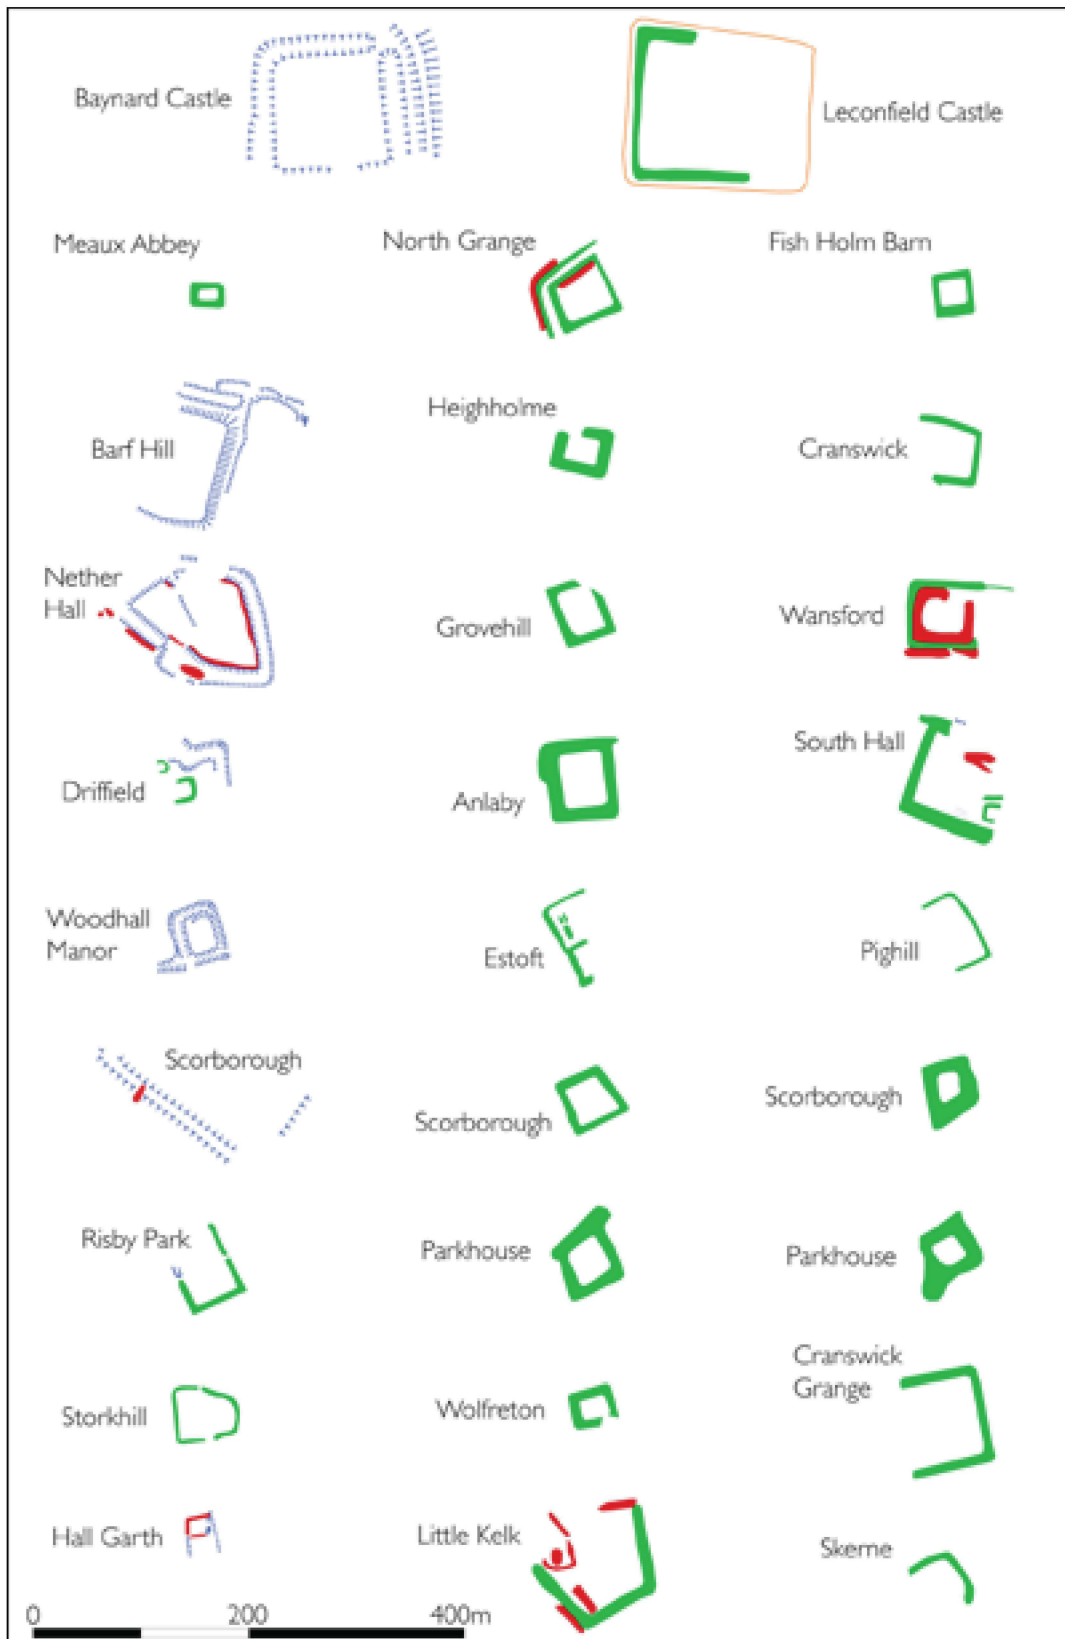 Baynard Castle
Leconfield Castle
Meaux Abbey
North Grange
Fish Holm Barn
Barf Hill
Heighholme
Cranswick
Nether
Hall
Grovehill
Wansford
Driffield
Anlaby
South Hall
Woodhall
Manor
Estoft
Pighill
Scorborough
Scorborough
Scorborough
Risby Park
Parkhouse
Parkhouse
Storkhill
Wolfreton
Cranswick
Grange
Hall Garth
Little Kelk
Skerne
0 200 400m